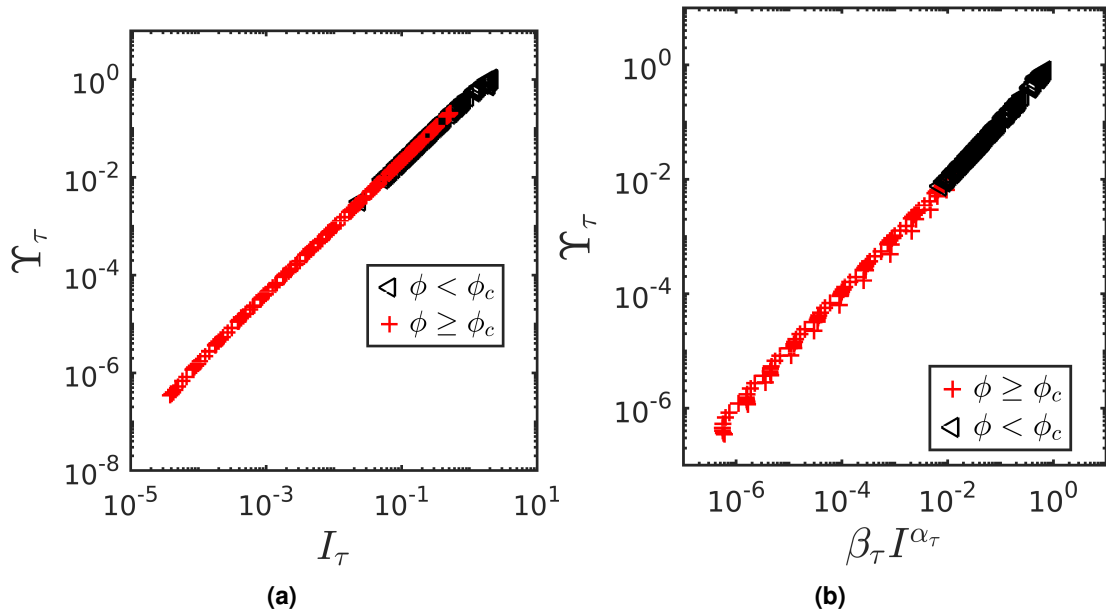 10^0
10^{-2}
10^{-4}
10^{-6}
10^{-8}
ϒ_τ
ϕ < ϕ_c
ϕ ≥ ϕ_c
10^{-5} 10^{-3} 10^{-1} 10^1
I_τ
(a)
10^0
10^{-2}
10^{-4}
10^{-6}
ϒ_τ
ϕ ≥ ϕ_c
ϕ < ϕ_c
10^{-6} 10^{-4} 10^{-2} 10^0
β_τ I^{α_τ}
(b)